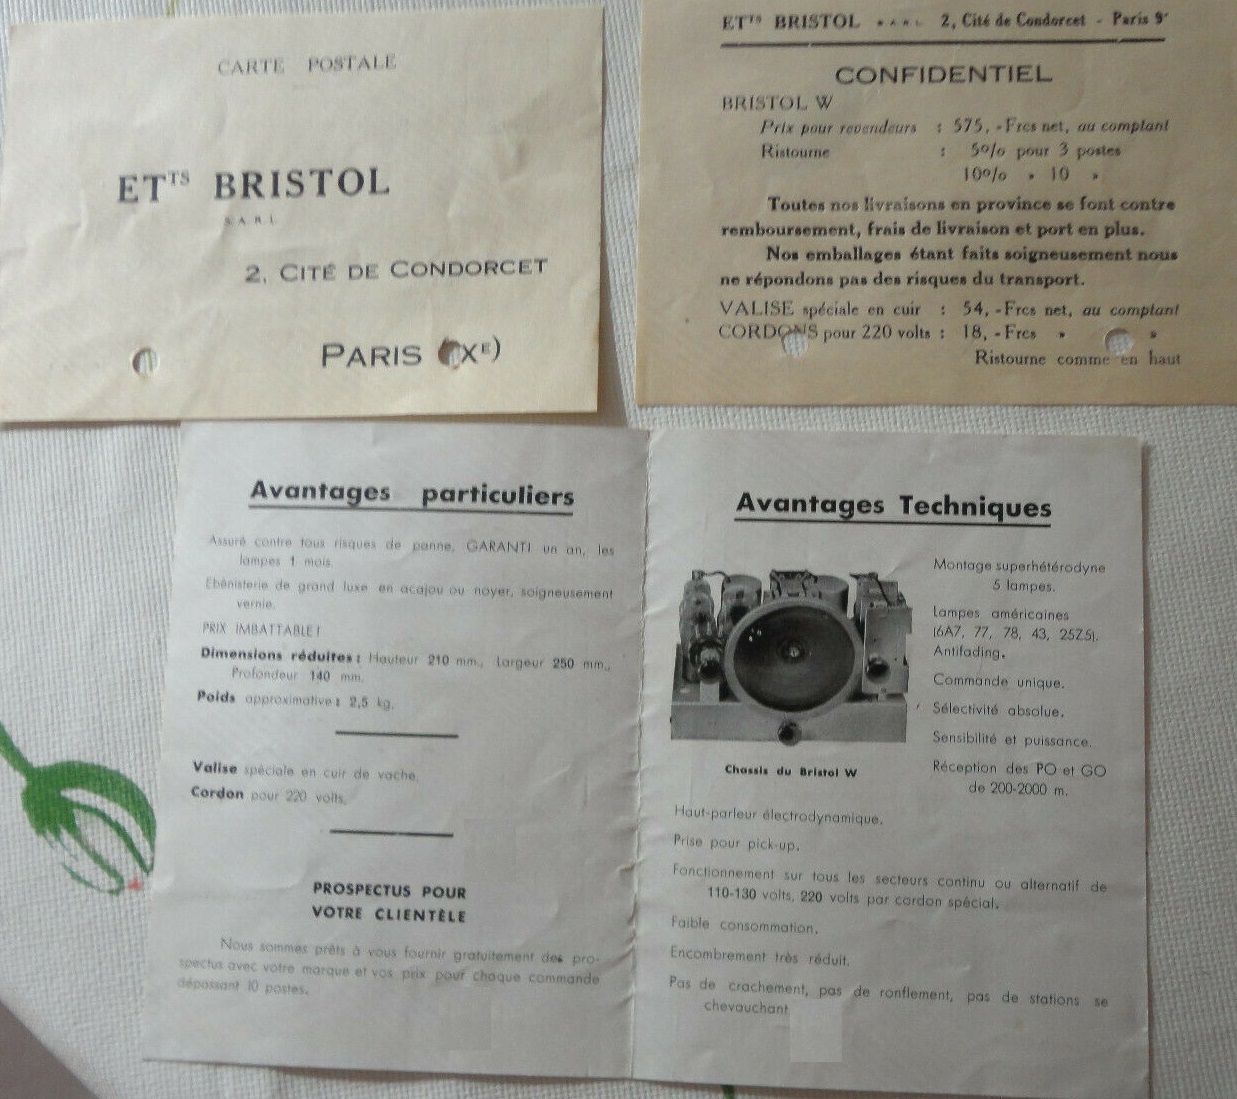 CARTE POSTALE
ETTS BRISTOL
SARL
2, CITÉ DE CONDORCET
PARIS XE)
ETTS BRISTOL SARL 2, Cité de Condorcet - Paris 9e
CONFIDENTIEL
BRISTOL W
Prix pour revendeurs : 575,-Frcs net, au comptant
Ristourne : 5% pour 3 postes
10% » 10 »
Toutes nos livraisons en province se font contre
remboursement, frais de livraison et port en plus.
Nos emballages étant faits soigneusement nous
ne répondons pas des risques du transport.
VALISE spéciale en cuir : 54,-Frcs net, au comptant
CORDONS pour 220 volts : 18,-Frcs » »
Ristourne comme en haut
Avantages particuliers
Assuré contre tous risques de panne, GARANTI un an, les
lampes 1 mois.
Ebénisterie de grand luxe en acajou ou noyer, soigneusement
vernie.
PRIX IMBATTABLE!
Dimensions réduites: Hauteur 210 mm., Largeur 250 mm.,
Profondeur 140 mm.
Poids approximative: 2,5 kg.
Valise spéciale en cuir de vache.
Cordon pour 220 volts.
PROSPECTUS POUR
VOTRE CLIENTÈLE
Nous sommes prêts à vous fournir gratuitement des pro-
spectus avec votre marque et vos prix pour chaque commande
dépassant 10 postes.
Avantages Techniques
Montage superhétérodyne
5 lampes.
Lampes américaines
(6A7, 77, 78, 43, 25Z5).
Antifading.
Commande unique.
Sélectivité absolue.
Sensibilité et puissance.
Réception des PO et GO
de 200-2000 m.
Chassis du Bristol W
Haut-parleur électrodynamique.
Prise pour pick-up.
Fonctionnement sur tous les secteurs continu ou alternatif de
110-130 volts, 220 volts par cordon spécial.
Faible consommation.
Encombrement très réduit.
Pas de crachement, pas de ronflement, pas de stations se
chevauchant